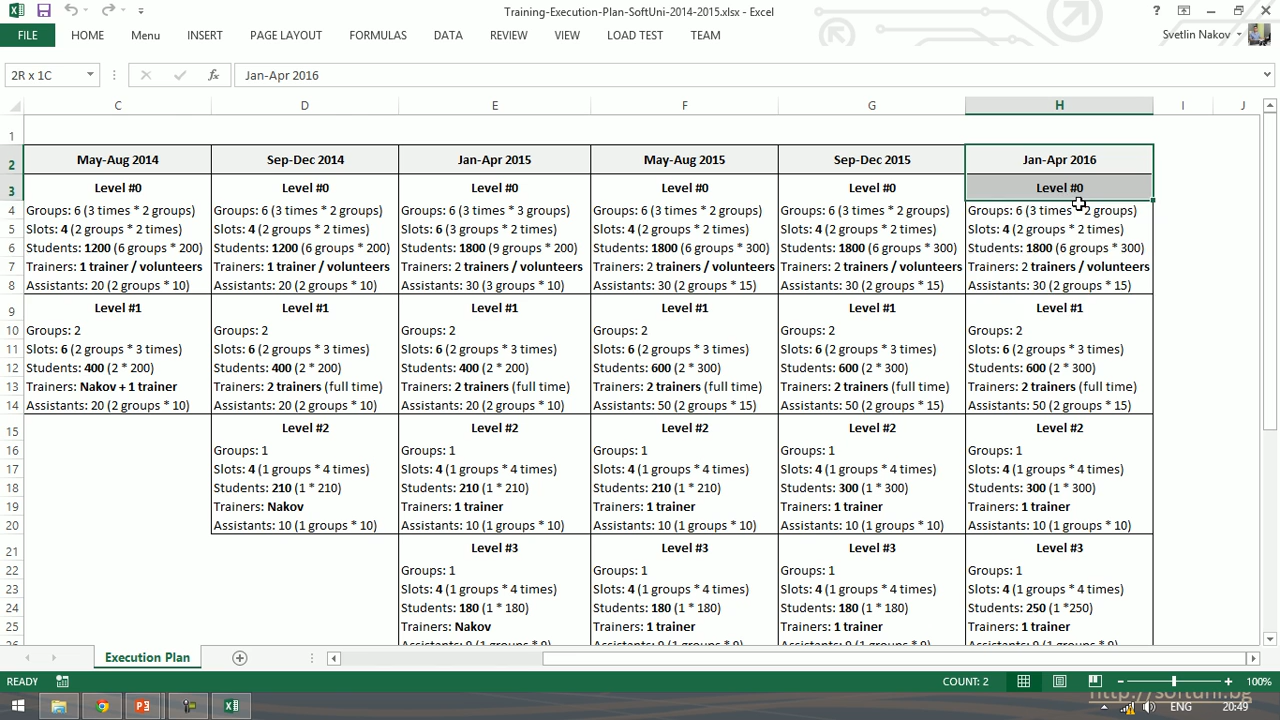 Training-Execution-Plan-SoftUni-2014-2015.xlsx - Excel
FILE HOME Menu INSERT PAGE LAYOUT FORMULAS DATA REVIEW VIEW LOAD TEST TEAM Svetlin Nakov
2R x 1C fx Jan-Apr 2016
C D E F G H I J
1
2 May-Aug 2014 Sep-Dec 2014 Jan-Apr 2015 May-Aug 2015 Sep-Dec 2015 Jan-Apr 2016
3 Level #0 Level #0 Level #0 Level #0 Level #0 Level #0
4 Groups: 6 (3 times * 2 groups) Groups: 6 (3 times * 2 groups) Groups: 6 (3 times * 3 groups) Groups: 6 (3 times * 2 groups) Groups: 6 (3 times * 2 groups) Groups: 6 (3 times * 2 groups)
5 Slots: 4 (2 groups * 2 times) Slots: 4 (2 groups * 2 times) Slots: 6 (3 groups * 2 times) Slots: 4 (2 groups * 2 times) Slots: 4 (2 groups * 2 times) Slots: 4 (2 groups * 2 times)
6 Students: 1200 (6 groups * 200) Students: 1200 (6 groups * 200) Students: 1800 (9 groups * 200) Students: 1800 (6 groups * 300) Students: 1800 (6 groups * 300) Students: 1800 (6 groups * 300)
7 Trainers: 1 trainer / volunteers Trainers: 1 trainer / volunteers Trainers: 2 trainers / volunteers Trainers: 2 trainers / volunteers Trainers: 2 trainers / volunteers Trainers: 2 trainers / volunteers
8 Assistants: 20 (2 groups * 10) Assistants: 20 (2 groups * 10) Assistants: 30 (3 groups * 10) Assistants: 30 (2 groups * 15) Assistants: 30 (2 groups * 15) Assistants: 30 (2 groups * 15)
9 Level #1 Level #1 Level #1 Level #1 Level #1 Level #1
10 Groups: 2 Groups: 2 Groups: 2 Groups: 2 Groups: 2 Groups: 2
11 Slots: 6 (2 groups * 3 times) Slots: 6 (2 groups * 3 times) Slots: 6 (2 groups * 3 times) Slots: 6 (2 groups * 3 times) Slots: 6 (2 groups * 3 times) Slots: 6 (2 groups * 3 times)
12 Students: 400 (2 * 200) Students: 400 (2 * 200) Students: 400 (2 * 200) Students: 600 (2 * 300) Students: 600 (2 * 300) Students: 600 (2 * 300)
13 Trainers: Nakov + 1 trainer Trainers: 2 trainers (full time) Trainers: 2 trainers (full time) Trainers: 2 trainers (full time) Trainers: 2 trainers (full time) Trainers: 2 trainers (full time)
14 Assistants: 20 (2 groups * 10) Assistants: 20 (2 groups * 10) Assistants: 20 (2 groups * 10) Assistants: 50 (2 groups * 15) Assistants: 50 (2 groups * 15) Assistants: 50 (2 groups * 15)
15 Level #2 Level #2 Level #2 Level #2 Level #2
16 Groups: 1 Groups: 1 Groups: 1 Groups: 1 Groups: 1
17 Slots: 4 (1 groups * 4 times) Slots: 4 (1 groups * 4 times) Slots: 4 (1 groups * 4 times) Slots: 4 (1 groups * 4 times) Slots: 4 (1 groups * 4 times)
18 Students: 210 (1 * 210) Students: 210 (1 * 210) Students: 210 (1 * 210) Students: 300 (1 * 300) Students: 300 (1 * 300)
19 Trainers: Nakov Trainers: 1 trainer Trainers: 1 trainer Trainers: 1 trainer Trainers: 1 trainer
20 Assistants: 10 (1 groups * 10) Assistants: 10 (1 groups * 10) Assistants: 10 (1 groups * 10) Assistants: 10 (1 groups * 10) Assistants: 10 (1 groups * 10)
21 Level #3 Level #3 Level #3 Level #3
22 Groups: 1 Groups: 1 Groups: 1 Groups: 1
23 Slots: 4 (1 groups * 4 times) Slots: 4 (1 groups * 4 times) Slots: 4 (1 groups * 4 times) Slots: 4 (1 groups * 4 times)
24 Students: 180 (1 * 180) Students: 180 (1 * 180) Students: 180 (1 * 180) Students: 250 (1 *250)
25 Trainers: Nakov Trainers: 1 trainer Trainers: 1 trainer Trainers: 1 trainer
Execution Plan
READY COUNT: 2 100%
http://softuni.bg
ENG 20:49